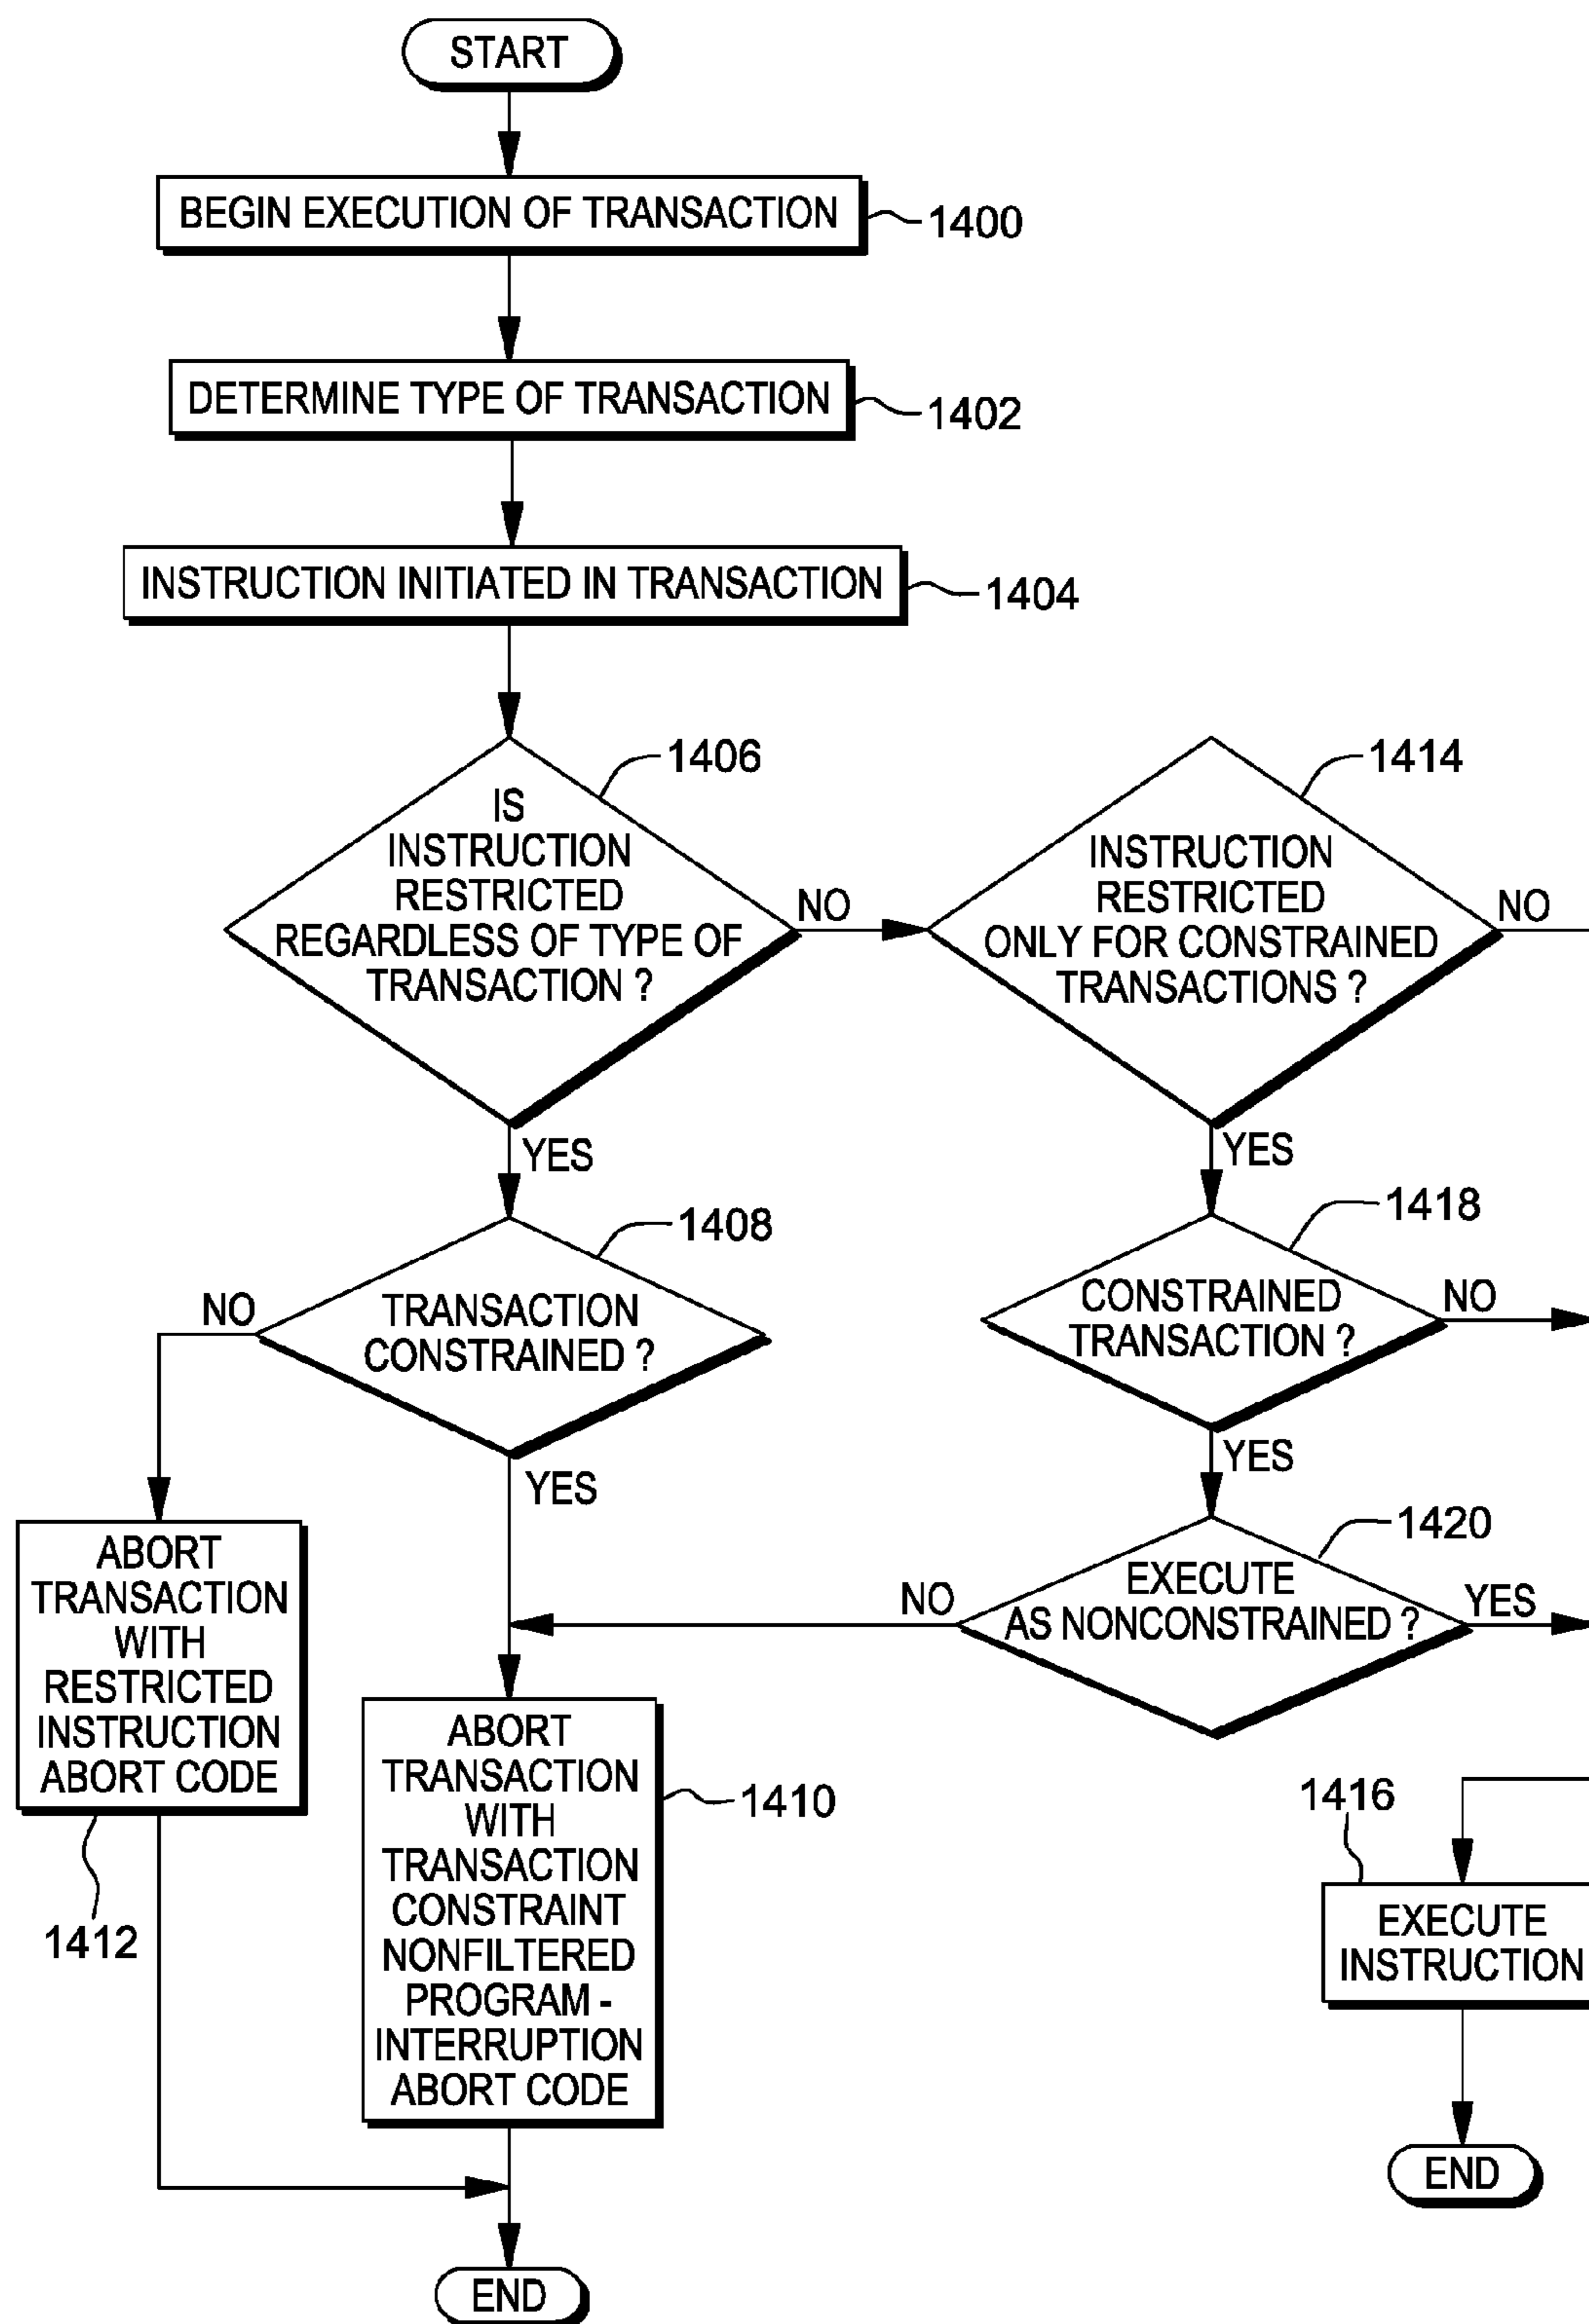 START
BEGIN EXECUTION OF TRANSACTION
1400
DETERMINE TYPE OF TRANSACTION
1402
INSTRUCTION INITIATED IN TRANSACTION
1404
1406
IS
INSTRUCTION
RESTRICTED
REGARDLESS OF TYPE OF
TRANSACTION ?
NO
YES
1414
INSTRUCTION
RESTRICTED
ONLY FOR CONSTRAINED
TRANSACTIONS ?
NO
YES
1408
TRANSACTION
CONSTRAINED ?
NO
YES
1418
CONSTRAINED
TRANSACTION ?
NO
YES
1420
EXECUTE
AS NONCONSTRAINED ?
NO
YES
ABORT
TRANSACTION
WITH
RESTRICTED
INSTRUCTION
ABORT CODE
1412
ABORT
TRANSACTION
WITH
TRANSACTION
CONSTRAINT
NONFILTERED
PROGRAM -
INTERRUPTION
ABORT CODE
1410
1416
EXECUTE
INSTRUCTION
END
END